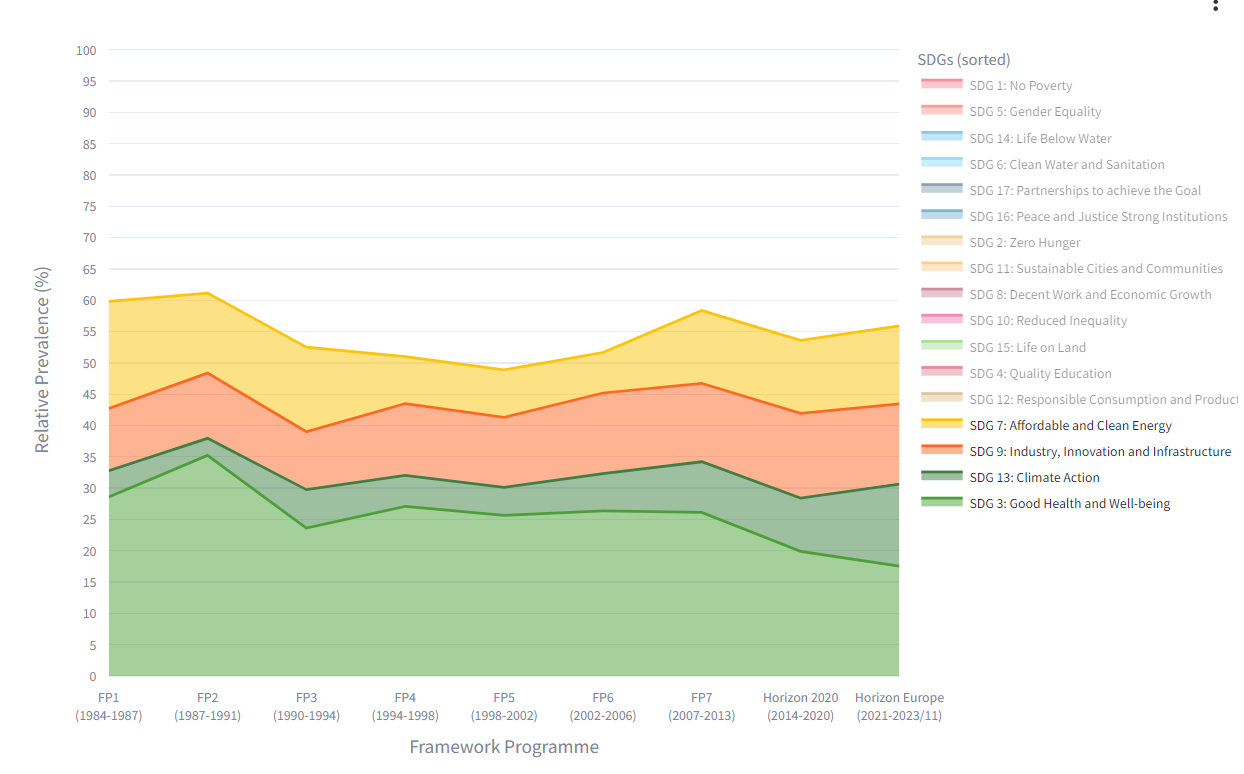 SDGs (sorted)
SDG 1: No Poverty
SDG 5: Gender Equality
SDG 14: Life Below Water
SDG 6: Clean Water and Sanitation
SDG 17: Partnerships to achieve the Goal
SDG 16: Peace and Justice Strong Institutions
SDG 2: Zero Hunger
SDG 11: Sustainable Cities and Communities
SDG 8: Decent Work and Economic Growth
SDG 10: Reduced Inequality
SDG 15: Life on Land
SDG 4: Quality Education
SDG 12: Responsible Consumption and Product
SDG 7: Affordable and Clean Energy
SDG 9: Industry, Innovation and Infrastructure
SDG 13: Climate Action
SDG 3: Good Health and Well-being
Relative Prevalence (%)
100
95
90
85
80
75
70
65
60
55
50
45
40
35
30
25
20
15
10
5
0
FP1
(1984-1987)
FP2
(1987-1991)
FP3
(1990-1994)
FP4
(1994-1998)
FP5
(1998-2002)
FP6
(2002-2006)
FP7
(2007-2013)
Horizon 2020
(2014-2020)
Horizon Europe
(2021-2023/11)
Framework Programme